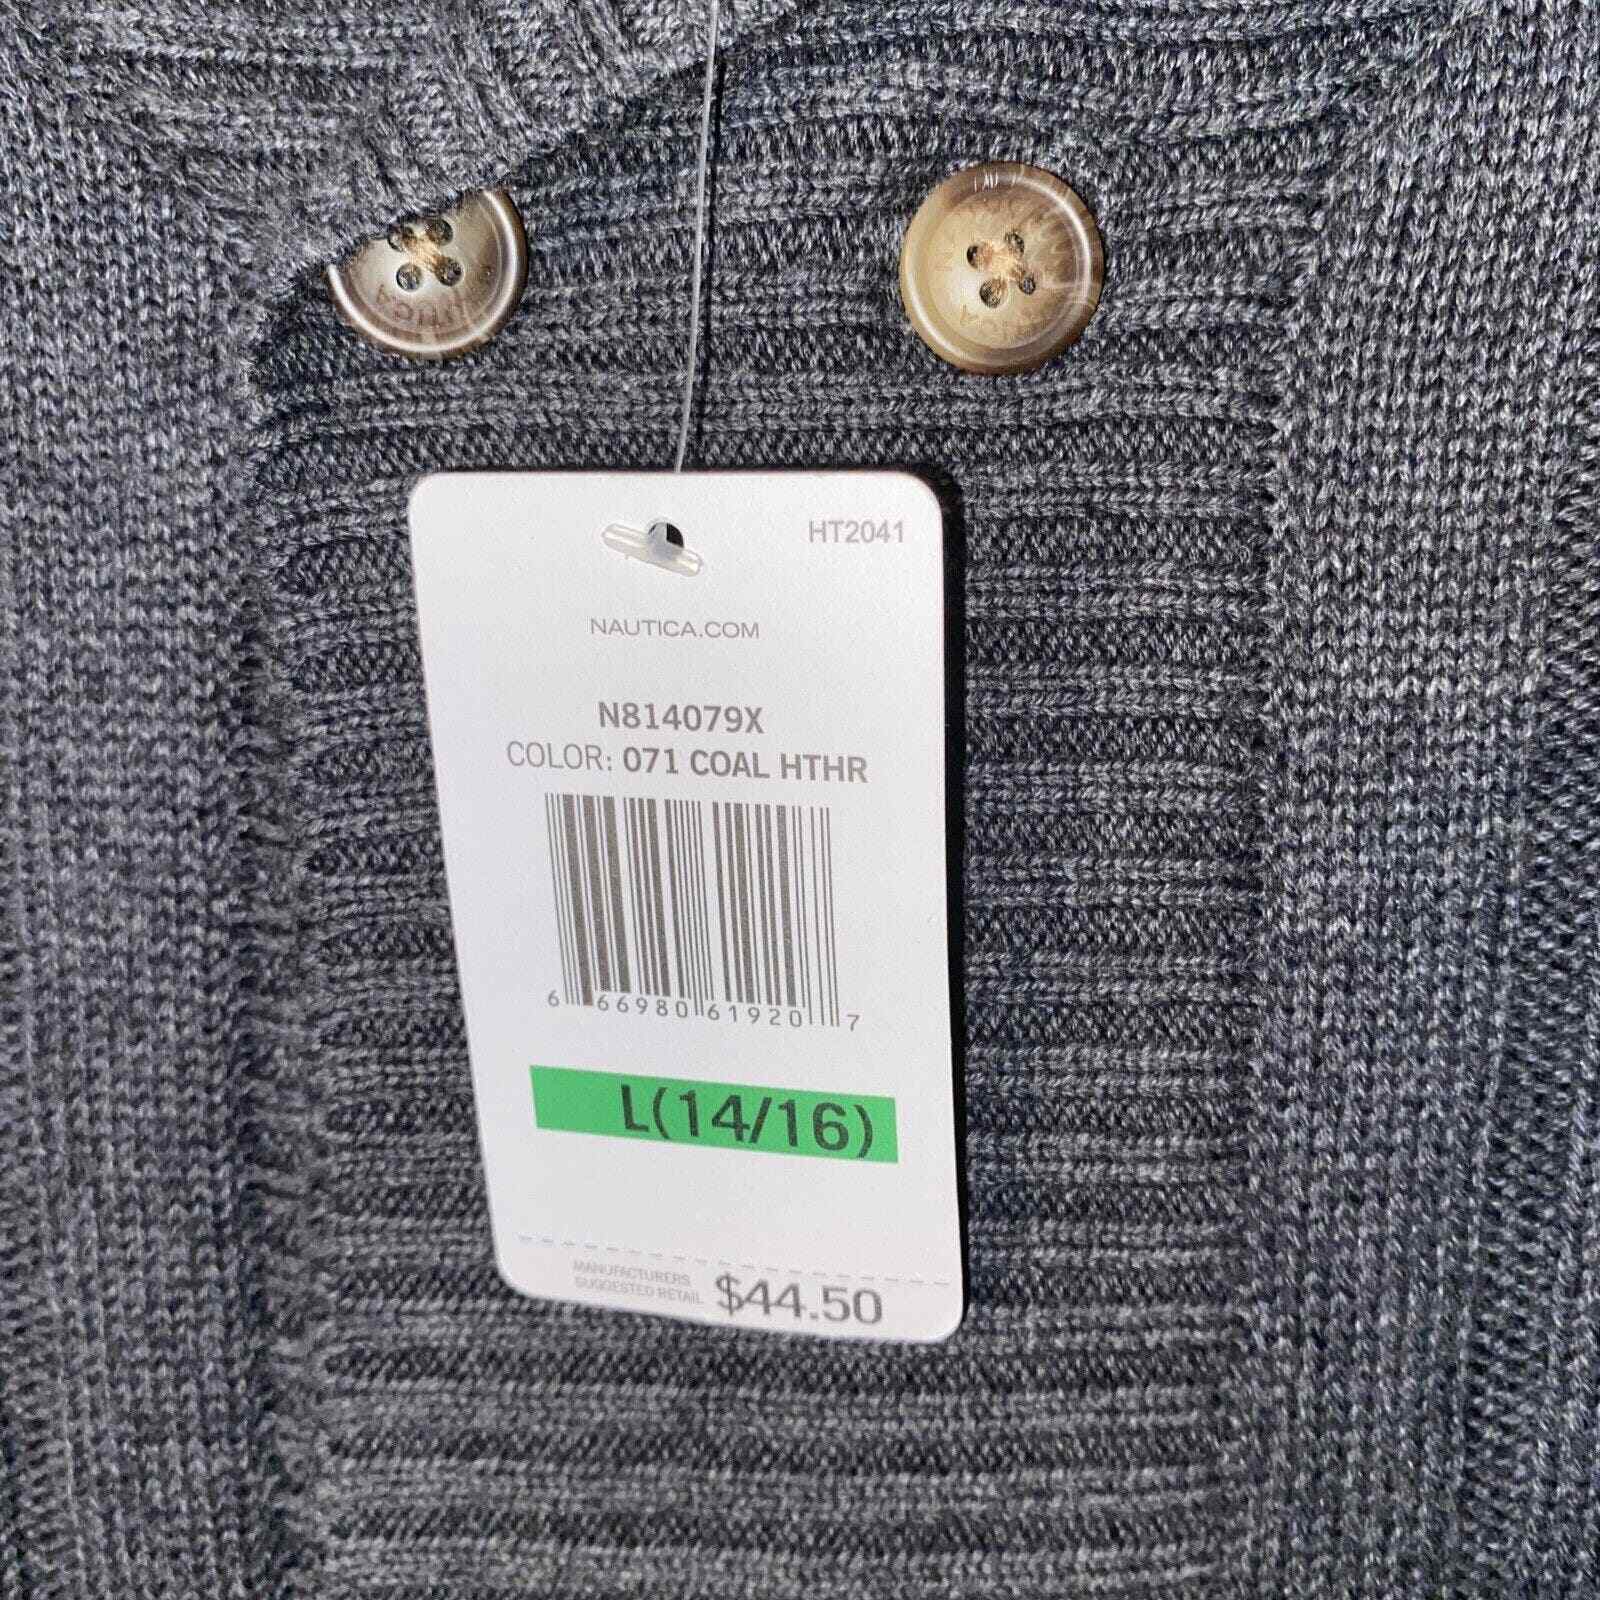 HT2041
NAUTICA.COM
N814079X
COLOR: 071 COAL HTHR
6 66980 61920 7
L(14/16)
MANUFACTURERS
SUGGESTED RETAIL $44.50